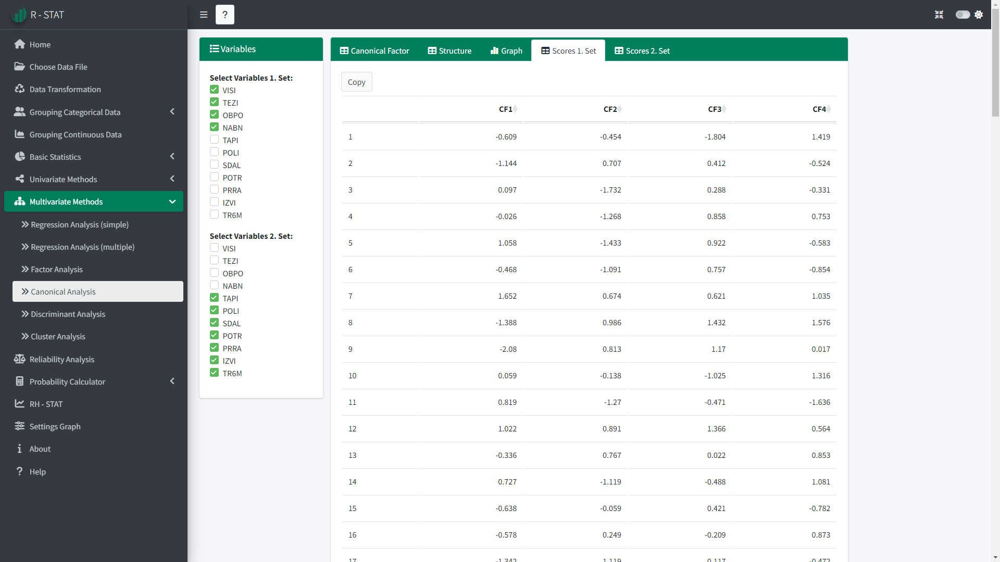 R - STAT
?
Home
Choose Data File
Data Transformation
Grouping Categorical Data
Grouping Continuous Data
Basic Statistics
Univariate Methods
Multivariate Methods
Regression Analysis (simple)
Regression Analysis (multiple)
Factor Analysis
Canonical Analysis
Discriminant Analysis
Cluster Analysis
Reliability Analysis
Probability Calculator
RH - STAT
Settings Graph
About
Help
Variables
Select Variables 1. Set:
VISI
TEZI
OBPO
NABN
TAPI
POLI
SDAL
POTR
PRRA
IZVI
TR6M
Select Variables 2. Set:
VISI
TEZI
OBPO
NABN
TAPI
POLI
SDAL
POTR
PRRA
IZVI
TR6M
Canonical Factor Structure Graph Scores 1. Set Scores 2. Set
Copy
CF1 CF2 CF3 CF4
1 -0.609 -0.454 -1.804 1.419
2 -1.144 0.707 0.412 -0.524
3 0.097 -1.732 0.288 -0.331
4 -0.026 -1.268 0.858 0.753
5 1.058 -1.433 0.922 -0.583
6 -0.468 -1.091 0.757 -0.854
7 1.652 0.674 0.621 1.035
8 -1.388 0.986 1.432 1.576
9 -2.08 0.813 1.17 0.017
10 0.059 -0.138 -1.025 1.316
11 0.819 -1.27 -0.471 -1.636
12 1.022 0.891 1.366 0.564
13 -0.336 0.767 0.022 0.853
14 0.727 -1.119 -0.488 1.081
15 -0.638 -0.059 0.421 -0.782
16 -0.578 0.249 -0.209 0.873
17 -1.342 1.119 0.117 -0.472